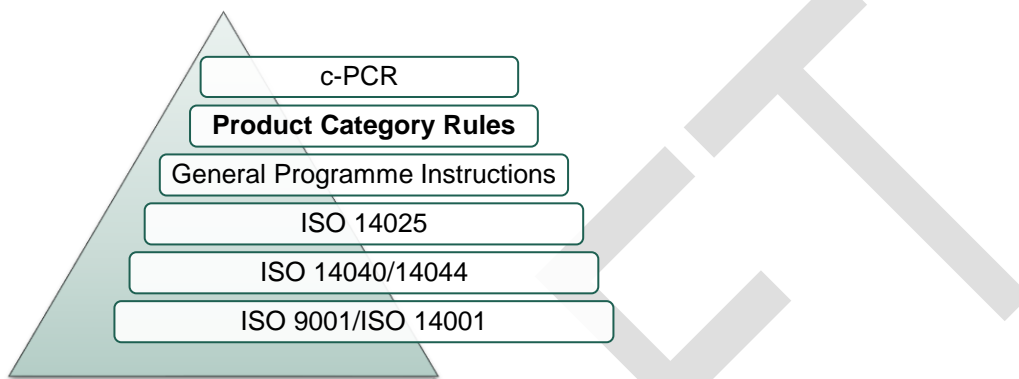 c-PCR
Product Category Rules
General Programme Instructions
ISO 14025
ISO 14040/14044
ISO 9001/ISO 14001